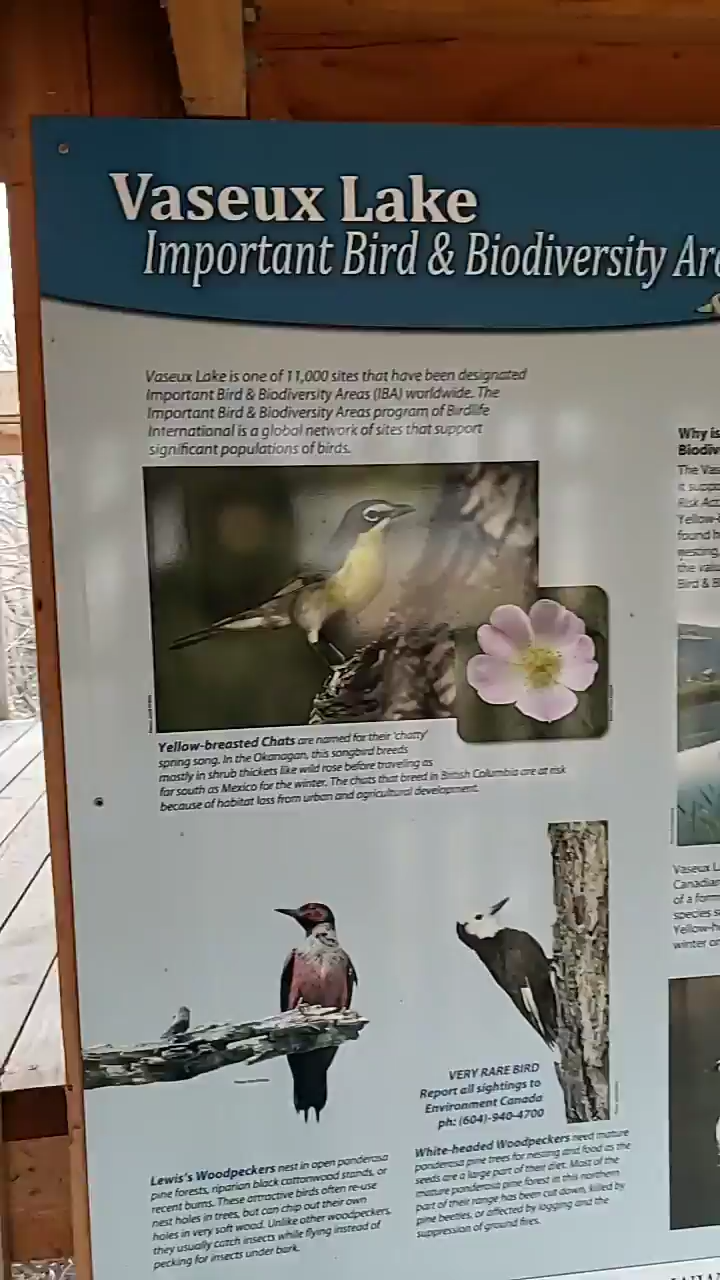 Vaseux Lake
Important Bird & Biodiversity Are
Vaseux Lake is one of 11,000 sites that have been designated
Important Bird & Biodiversity Areas (IBA) worldwide. The
Important Bird & Biodiversity Areas program of Birdlife
International is a global network of sites that support
significant populations of birds.
Yellow-breasted Chats are named for their 'chatty'
spring song. In the Okanagan, this songbird breeds
mostly in shrub thickets like wild rose before traveling as
far south as Mexico for the winter. The chats that breed in British Columbia are at risk
because of habitat loss from urban and agricultural development.
VERY RARE BIRD
Report all sightings to
Environment Canada
ph: (604)-940-4700
Lewis's Woodpeckers nest in open ponderosa
pine forests, riparian black cottonwood stands, or
recent burns. These attractive birds often re-use
nest holes in trees, but can chip out their own
holes in very soft wood. Unlike other woodpeckers,
they usually catch insects while flying instead of
pecking for insects under bark.
White-headed Woodpeckers need mature
ponderosa pine trees for nesting and food as the
seeds are a large part of their diet. Most of the
mature ponderosa pine forest in this northern
part of their range has been cut down, killed by
pine beetles, or affected by logging and the
suppression of ground fires.
Why is
Biodiv
The Vas
it suppo
Risk Act
Yellow-
found h
nesting,
the
Bird & B
Vaseux L
Canadian
of a form
species s
Yellow-h
winter or